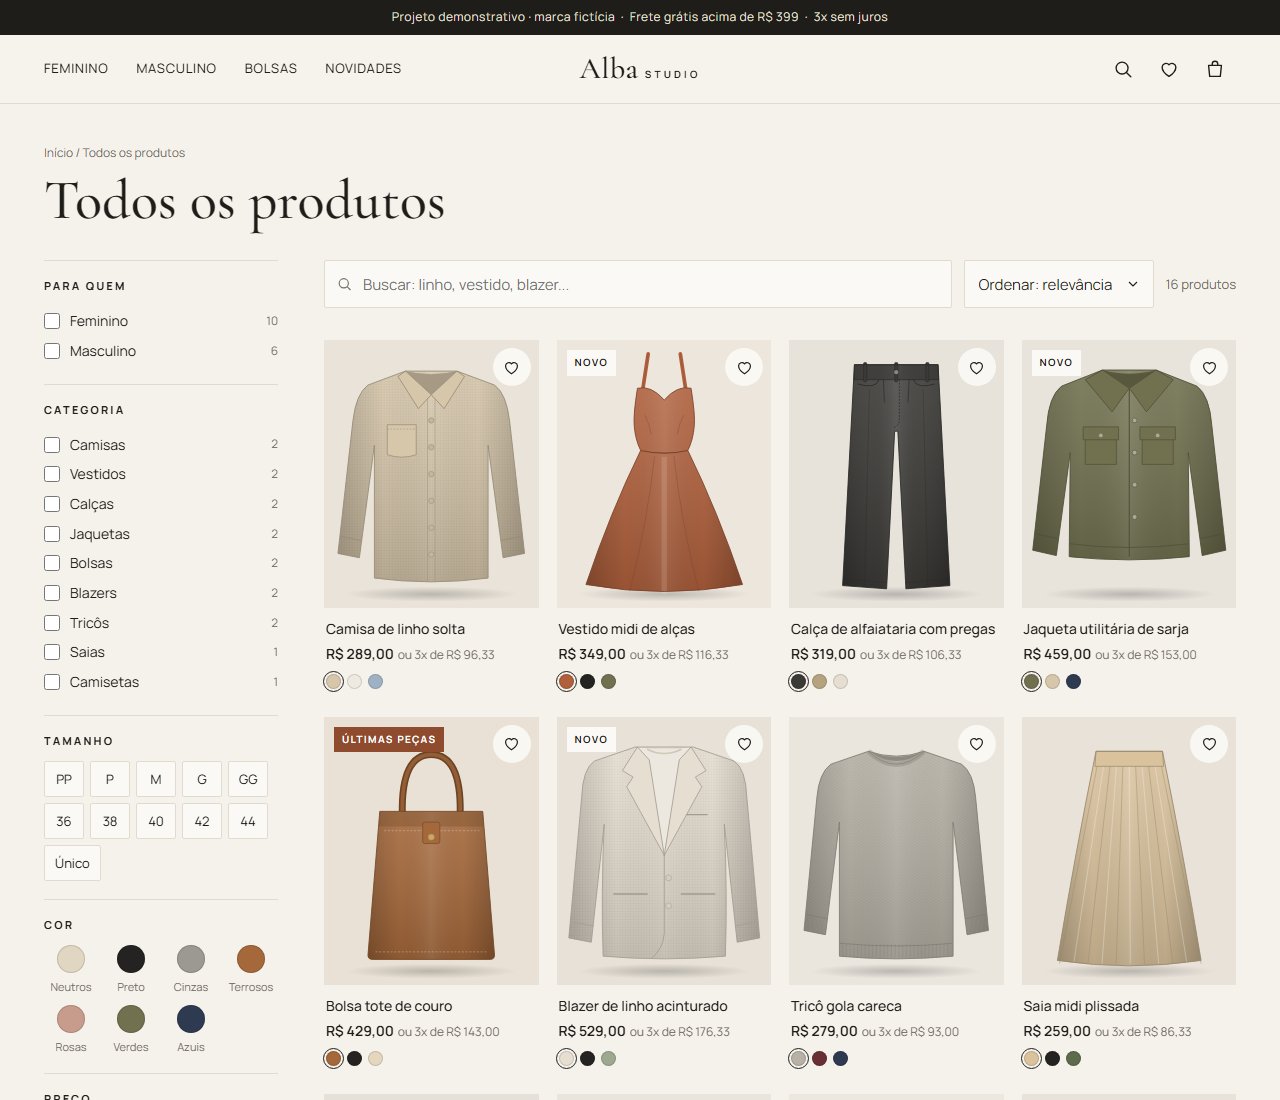 Projeto demonstrativo · marca fictícia · Frete grátis acima de R$ 399 · 3x sem juros
FEMININO MASCULINO BOLSAS NOVIDADES
Alba STUDIO
Início / Todos os produtos
Todos os produtos
PARA QUEM
Feminino 10
Masculino 6
CATEGORIA
Camisas 2
Vestidos 2
Calças 2
Jaquetas 2
Bolsas 2
Blazers 2
Tricôs 2
Saias 1
Camisetas 1
TAMANHO
PP P M G GG
36 38 40 42 44
Único
COR
Neutros Preto Cinzas Terrosos
Rosas Verdes Azuis
PREÇO
Buscar: linho, vestido, blazer...
Ordenar: relevância
16 produtos
NOVO
NOVO
Camisa de linho solta
R$ 289,00 ou 3x de R$ 96,33
Vestido midi de alças
R$ 349,00 ou 3x de R$ 116,33
Calça de alfaiataria com pregas
R$ 319,00 ou 3x de R$ 106,33
Jaqueta utilitária de sarja
R$ 459,00 ou 3x de R$ 153,00
ÚLTIMAS PEÇAS
NOVO
Bolsa tote de couro
R$ 429,00 ou 3x de R$ 143,00
Blazer de linho acinturado
R$ 529,00 ou 3x de R$ 176,33
Tricô gola careca
R$ 279,00 ou 3x de R$ 93,00
Saia midi plissada
R$ 259,00 ou 3x de R$ 86,33